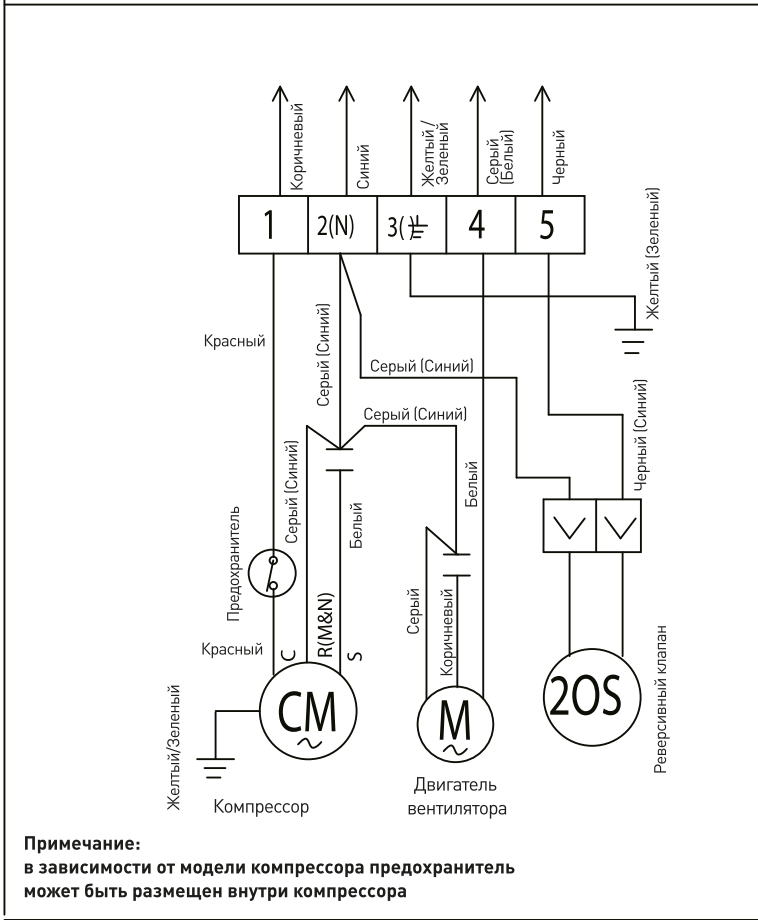 Коричневый
Синий
Желтый/
Зеленый
Серый
(Белый)
Черный
1
2(N)
3( )
4
5
Желтый (Зеленый)
Красный
Серый (Синий)
Серый (Синий)
Серый (Синий)
Черный (Синий)
Серый (Синий)
Белый
Белый
Предохранитель
Серый
Коричневый
R(M&N)
Красный
C
S
CM
M
2OS
Реверсивный клапан
Желтый/Зеленый
Компрессор
Двигатель
вентилятора
Примечание:
в зависимости от модели компрессора предохранитель
может быть размещен внутри компрессора